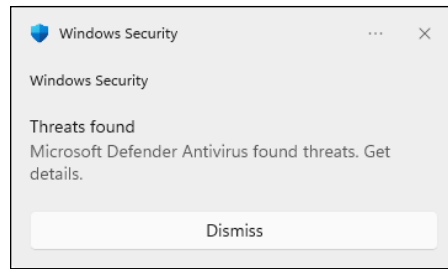 Windows Security
Windows Security
Threats found
Microsoft Defender Antivirus found threats. Get
details.
Dismiss